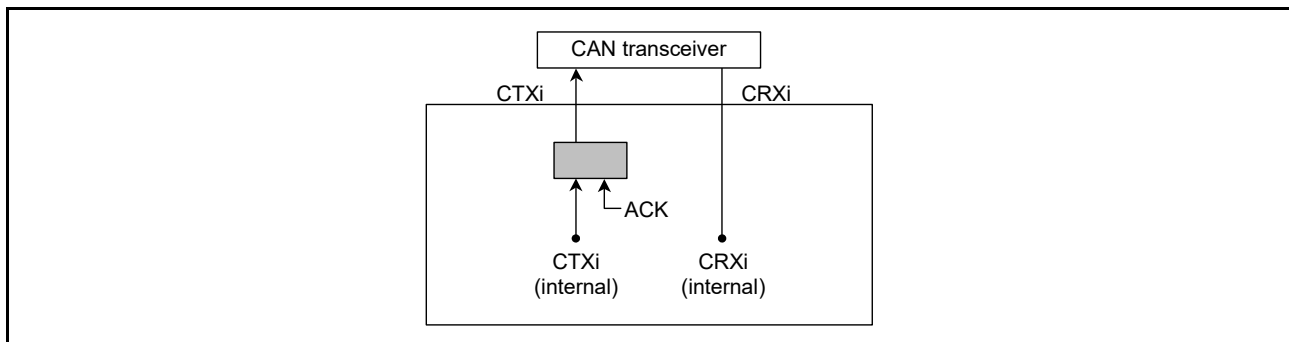 CAN transceiver
CTXi
CRXi
ACK
CTXi
(internal)
CRXi
(internal)